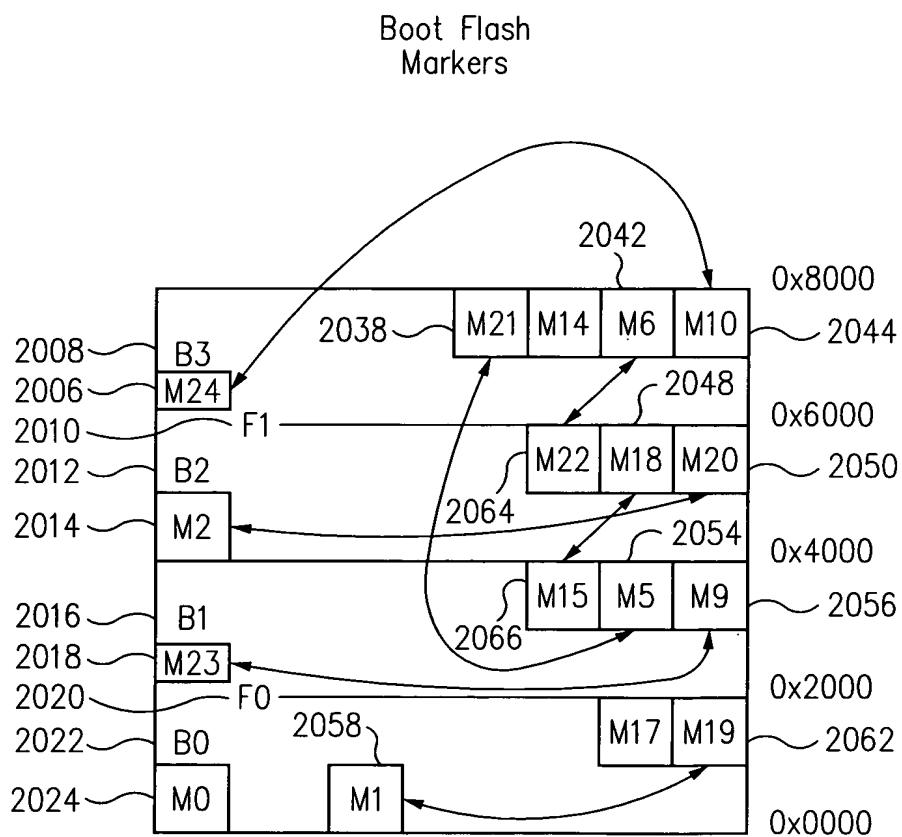 Boot Flash
Markers
2042
0x8000
2038 M21 M14 M6 M10 2044
2008 B3
2006 M24
2048
0x6000
2010 F1
2012 B2
M22 M18 M20 2050
2064
2014 M2
2054
0x4000
2016 B1
M15 M5 M9 2056
2066
2018 M23
0x2000
2020 F0
2058
2022 B0
M17 M19 2062
2024 M0 M1
0x0000